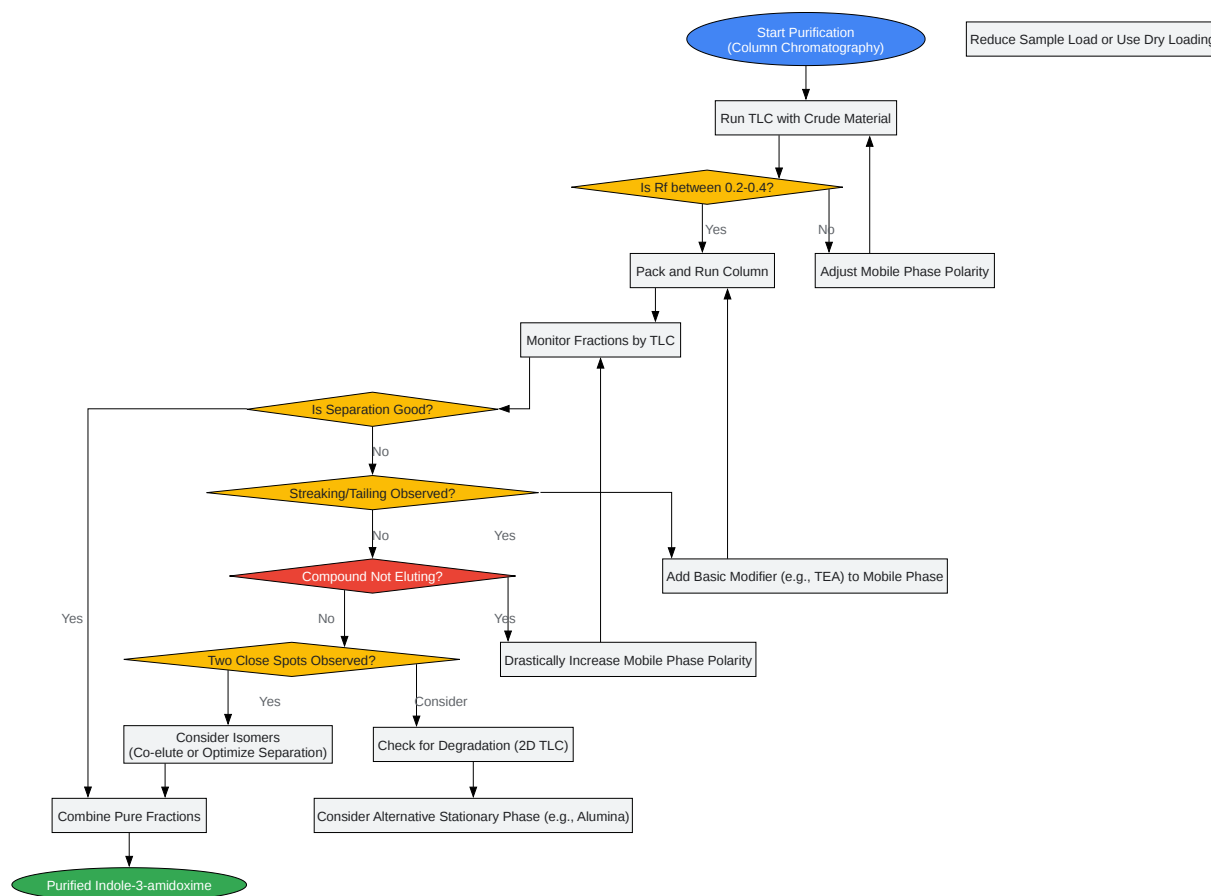 Start Purification
(Column Chromatography)
Reduce Sample Load or Use Dry Loading
Run TLC with Crude Material
Is Rf between 0.2-0.4?
Yes
No
Pack and Run Column
Adjust Mobile Phase Polarity
Monitor Fractions by TLC
Is Separation Good?
No
Streaking/Tailing Observed?
No
Yes
Compound Not Eluting?
Add Basic Modifier (e.g., TEA) to Mobile Phase
Yes
No
Yes
Two Close Spots Observed?
Drastically Increase Mobile Phase Polarity
Yes
Consider
Consider Isomers
(Co-elute or Optimize Separation)
Check for Degradation (2D TLC)
Combine Pure Fractions
Consider Alternative Stationary Phase (e.g., Alumina)
Purified Indole-3-amidoxime